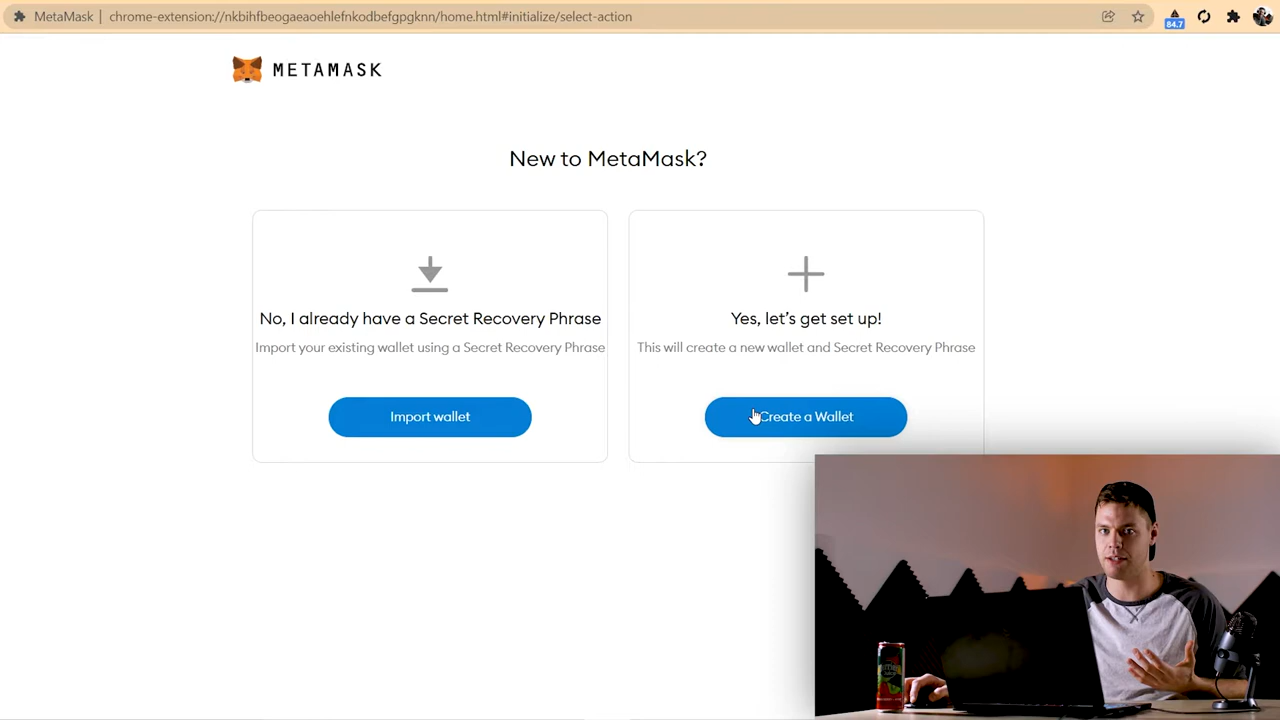 MetaMask
chrome-extension://nkbihfbeogaeaoehlefnkodbefgpgknn/home.html#initialize/select-action
84.7
METAMASK
New to MetaMask?
No, I already have a Secret Recovery Phrase
Import your existing wallet using a Secret Recovery Phrase
Import wallet
Yes, let's get set up!
This will create a new wallet and Secret Recovery Phrase
Create a Wallet